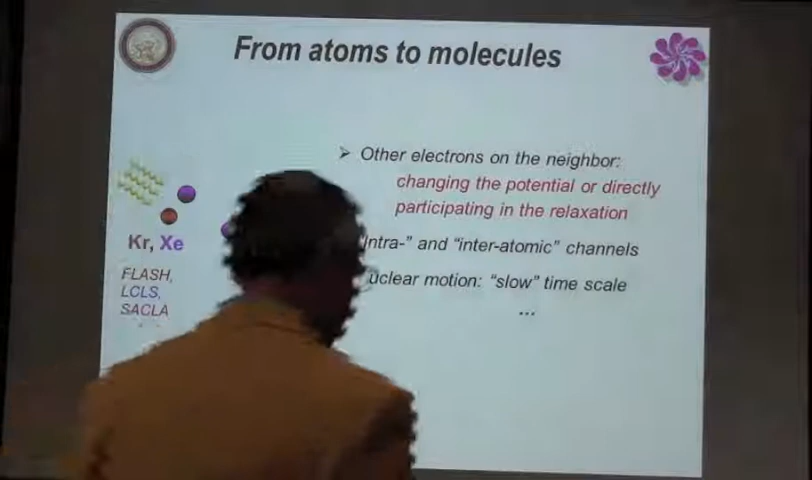 From atoms to molecules
Other electrons on the neighbor:
changing the potential or directly
participating in the relaxation
Kr, Xe
FLASH,
LCLS,
SACLA
ntra-” and “inter-atomic” channels
uclear motion: “slow” time scale
...